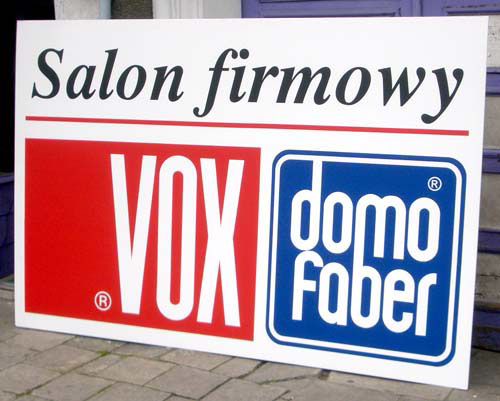 Salon firmowy
® VOX
domo ®
faber